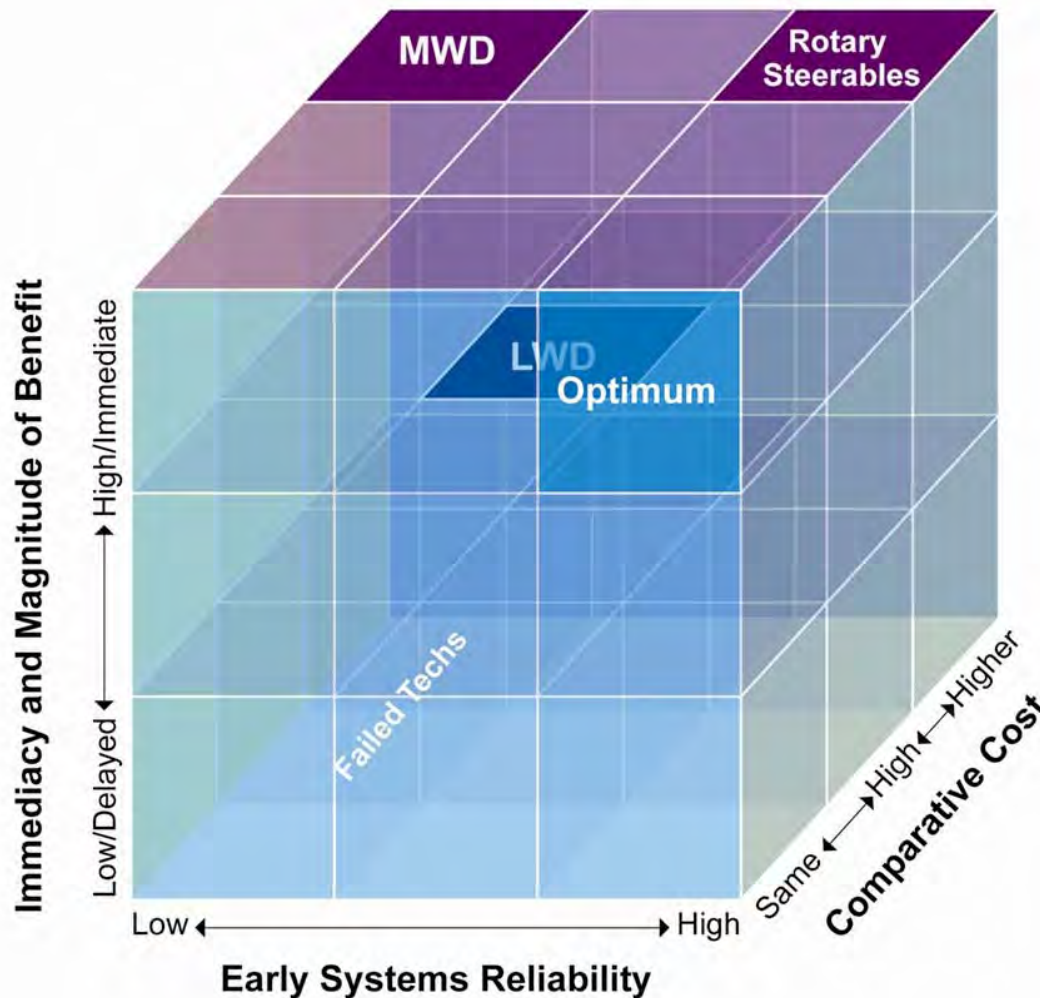 MWD
Rotary
Steerables
LWD
Optimum
Failed Techs
Immediacy and Magnitude of Benefit
High/Immediate
Low/Delayed
Low
High
Early Systems Reliability
Same
High
Higher
Comparative Cost